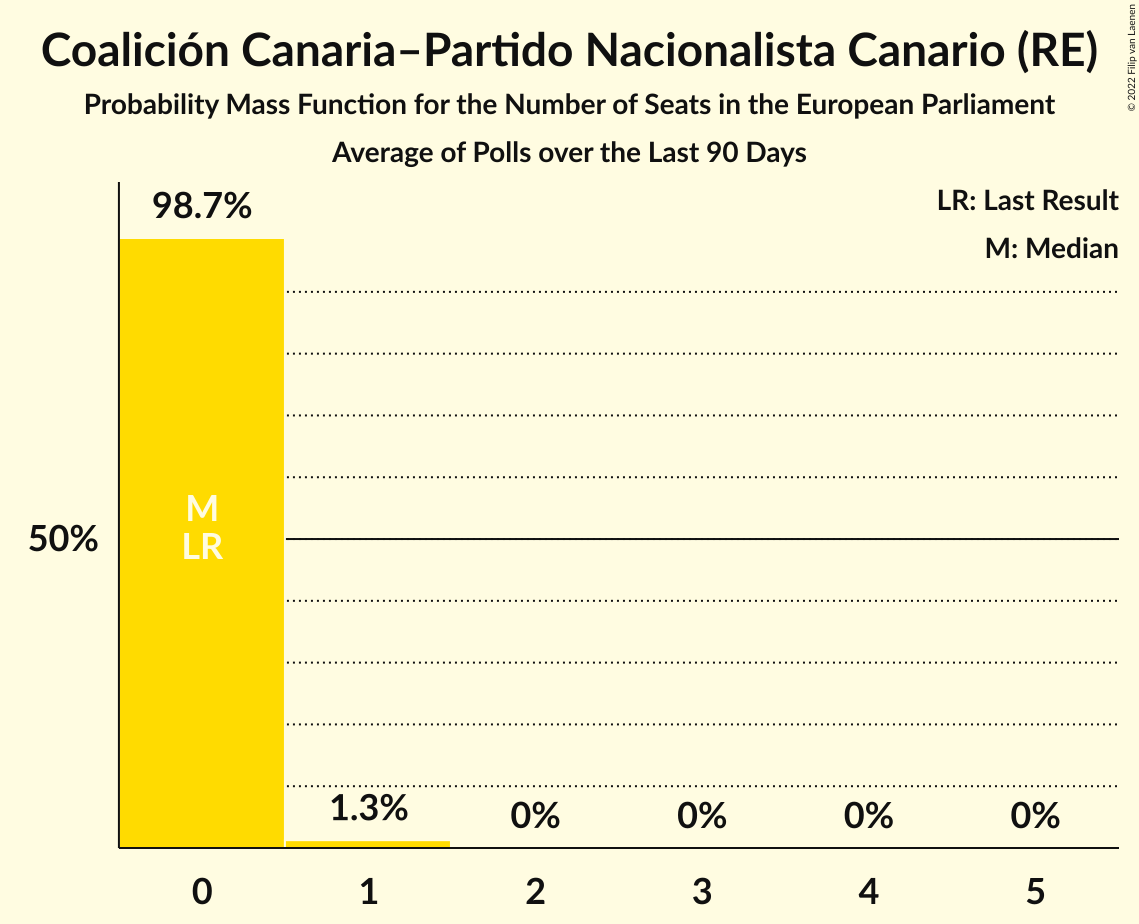 Coalición Canaria–Partido Nacionalista Canario (RE)
Probability Mass Function for the Number of Seats in the European Parliament
Average of Polls over the Last 90 Days
© 2022 Filip van Laenen
LR: Last Result
M: Median
98.7%
M
LR
50%
1.3%
0%
0%
0%
0%
0
1
2
3
4
5